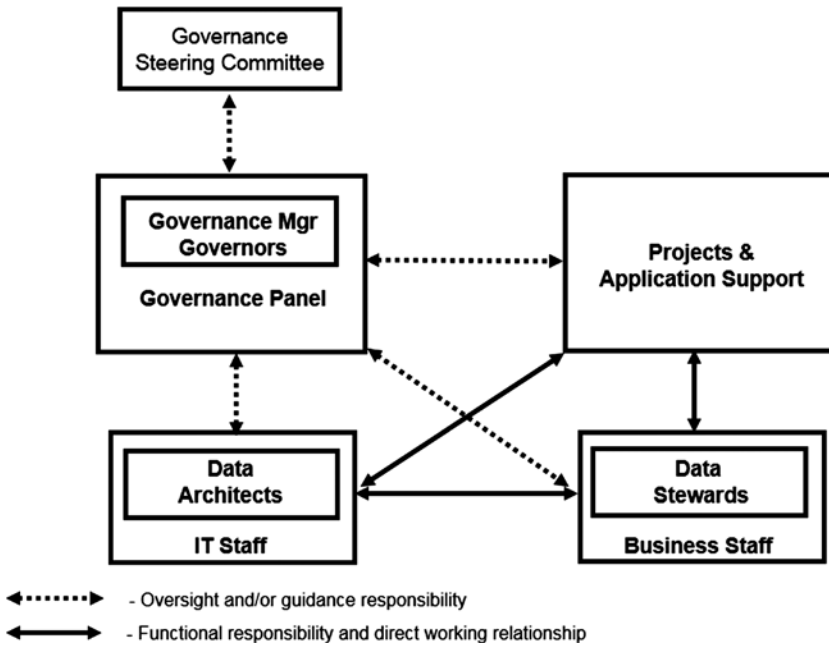 Governance
Steering Committee
Governance Mgr
Governors
Governance Panel
Projects &
Application Support
Data
Architects
IT Staff
Data
Stewards
Business Staff
- Oversight and/or guidance responsibility
- Functional responsibility and direct working relationship